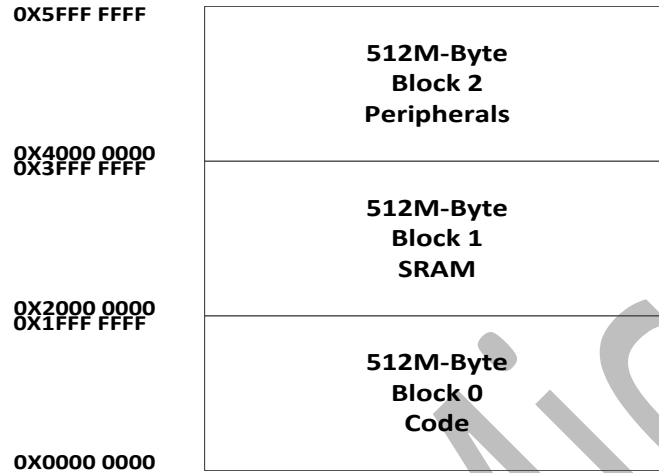 0X5FFF FFFF
512M-Byte
Block 2
Peripherals
0X4000 0000
0X3FFF FFFF
512M-Byte
Block 1
SRAM
0X2000 0000
0X1FFF FFFF
512M-Byte
Block 0
Code
0X0000 0000